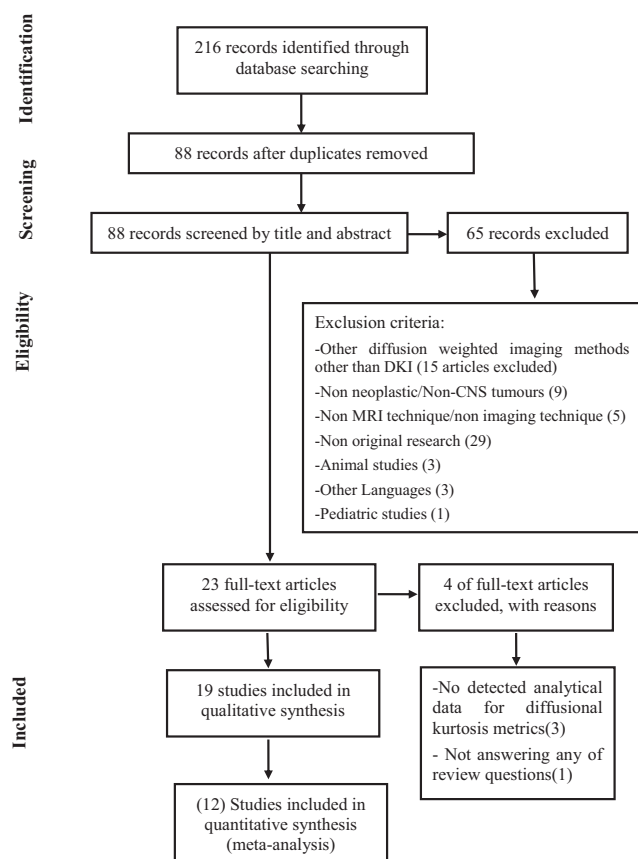 Identification
216 records identified through
database searching
88 records after duplicates removed
Screening
88 records screened by title and abstract
65 records excluded
Eligibility
Exclusion criteria:
-Other diffusion weighted imaging methods
other than DKI (15 articles excluded)
-Non neoplastic/Non-CNS tumours (9)
-Non MRI technique/non imaging technique (5)
-Non original research (29)
-Animal studies (3)
-Other Languages (3)
-Pediatric studies (1)
23 full-text articles
assessed for eligibility
4 of full-text articles
excluded, with reasons
Included
19 studies included in
qualitative synthesis
-No detected analytical
data for diffusional
kurtosis metrics(3)
- Not answering any of
review questions(1)
(12) Studies included in
quantitative synthesis
(meta-analysis)